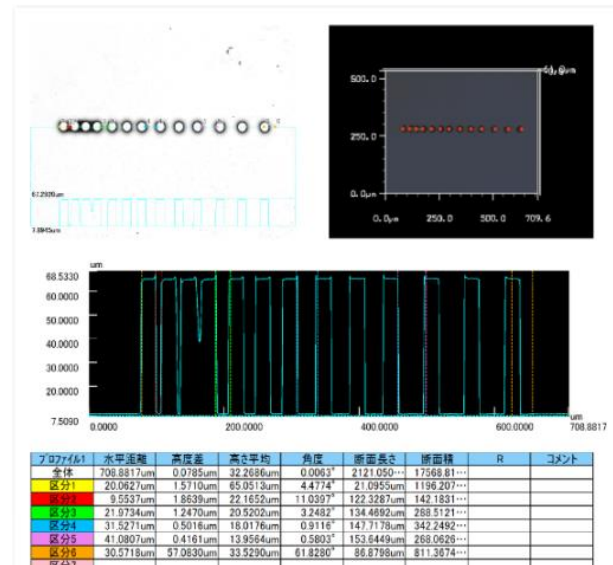 500.0
250.0
0.0μm
0.0μm 250.0 500.0 709.6
um
68.5330
60.0000
50.0000
40.0000
30.0000
20.0000
7.5090
0.0000 200.0000 400.0000 600.0000 um
708.8817
プロファイル1 水平距離 高度差 高さ平均 角度 断面長さ 断面積 R コメント
全体 708.8817um 0.0785um 32.2686um 0.0063° 2121.050… 17568.81…
区分1 20.0627um 1.5710um 65.0513um 4.4774° 21.0955um 1196.207…
区分2 9.5537um 1.8639um 22.1652um 11.0397° 122.3287um 142.1831…
区分3 21.9734um 1.2470um 20.5202um 3.2482° 134.4692um 288.5121…
区分4 31.5271um 0.5016um 18.0176um 0.9116° 147.7178um 342.2492…
区分5 41.0807um 0.4161um 13.9564um 0.5803° 153.6449um 268.0626…
区分6 30.5718um 57.0830um 33.5290um 61.8280° 86.8798um 811.3674…